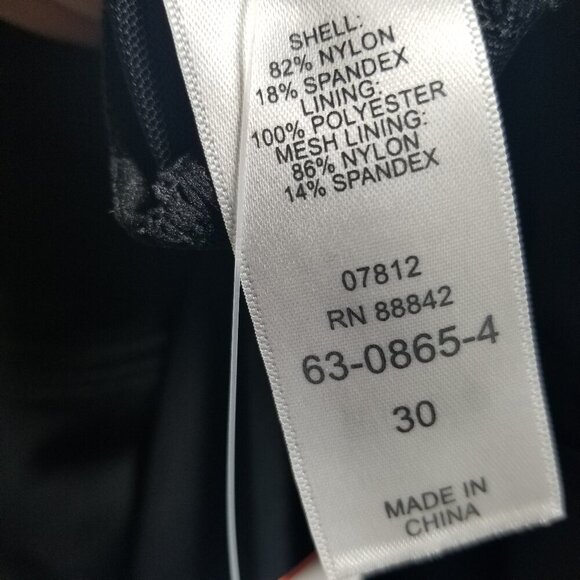 SHELL:
82% NYLON
18% SPANDEX
LINING:
100% POLYESTER
MESH LINING:
86% NYLON
14% SPANDEX
07812
RN 88842
63-0865-4
30
MADE IN
CHINA